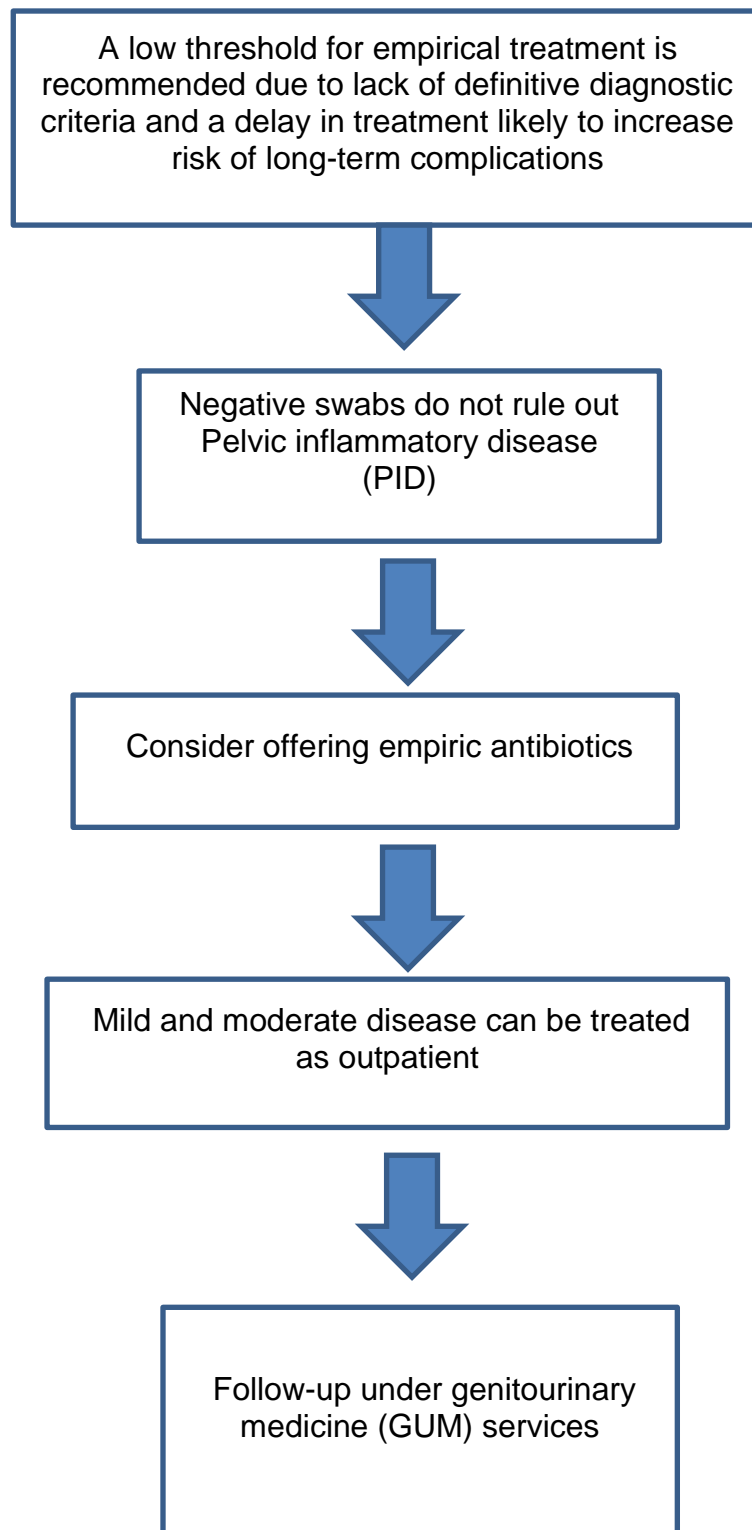 A low threshold for empirical treatment is
recommended due to lack of definitive diagnostic
criteria and a delay in treatment likely to increase
risk of long-term complications
Negative swabs do not rule out
Pelvic inflammatory disease
(PID)
Consider offering empiric antibiotics
Mild and moderate disease can be treated
as outpatient
Follow-up under genitourinary
medicine (GUM) services